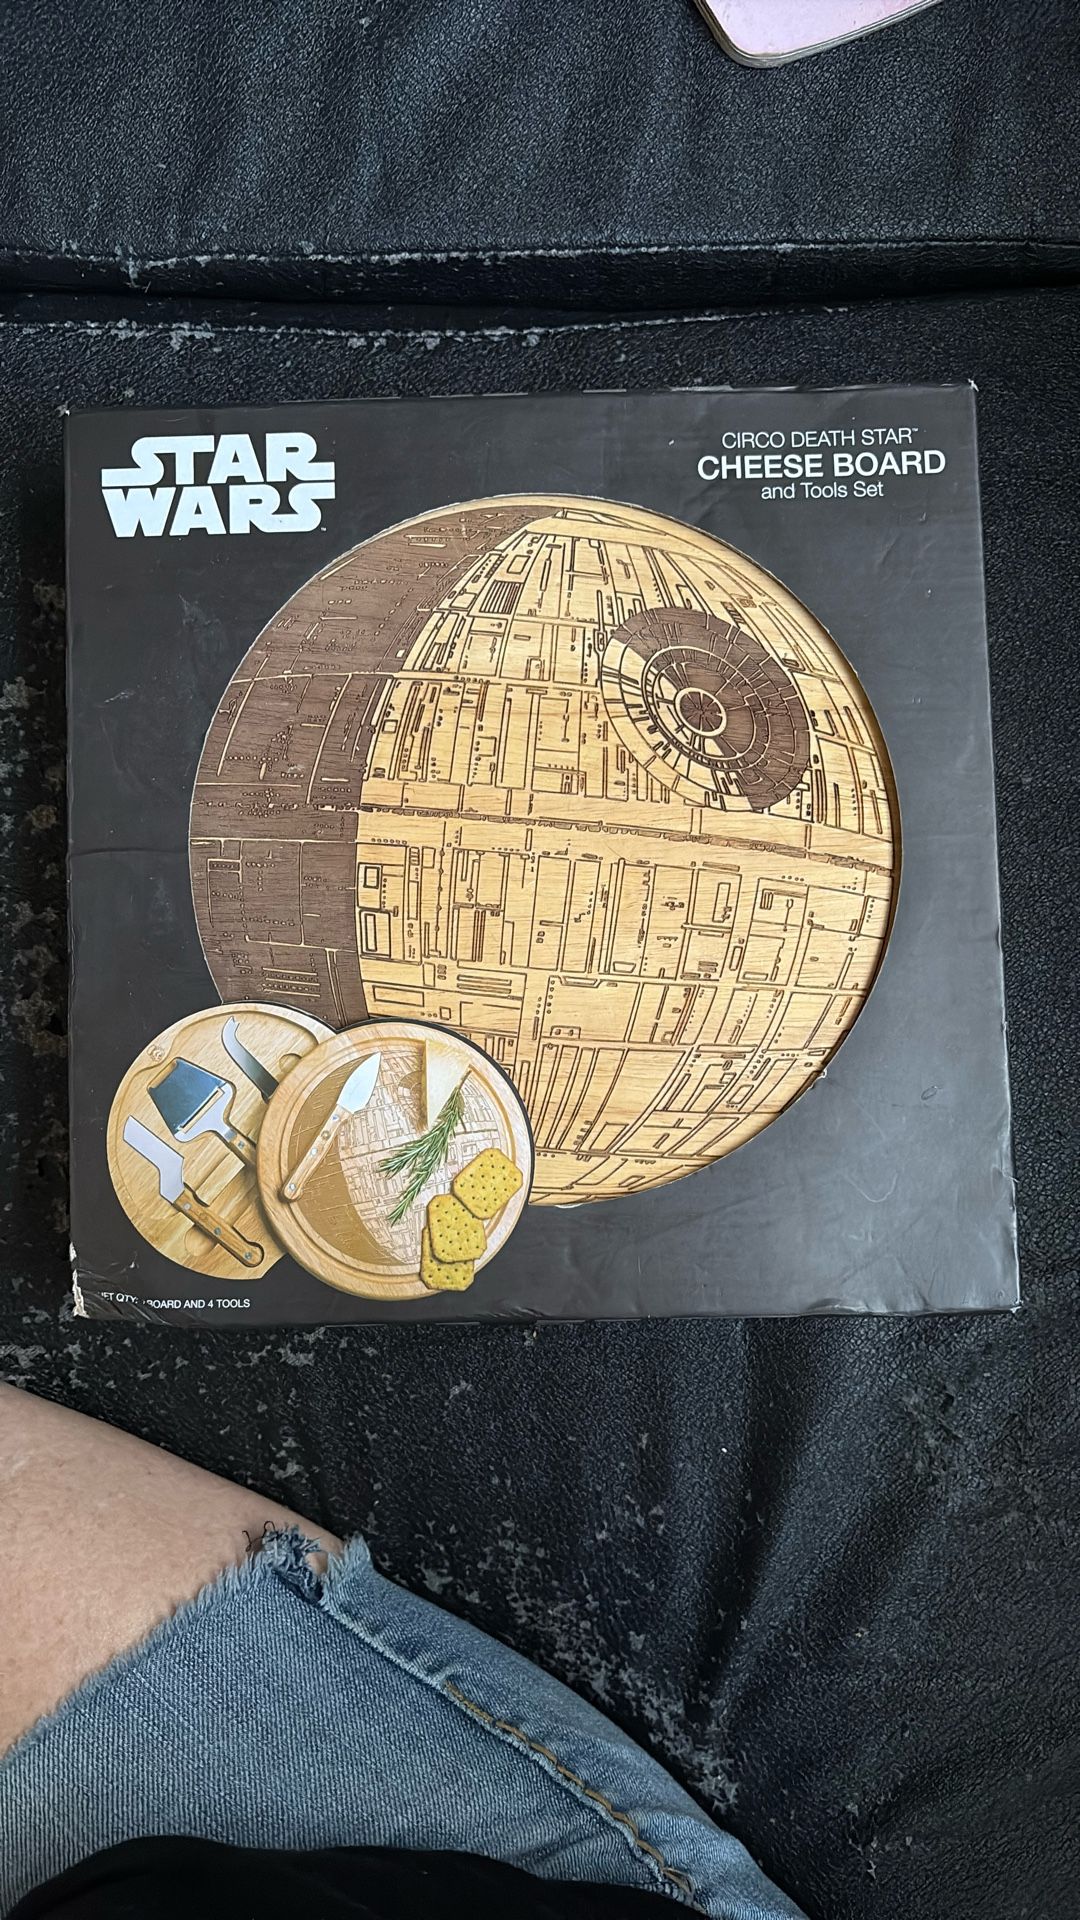 STAR
WARS
CIRCO DEATH STAR™
CHEESE BOARD
and Tools Set
BOARD AND 4 TOOLS